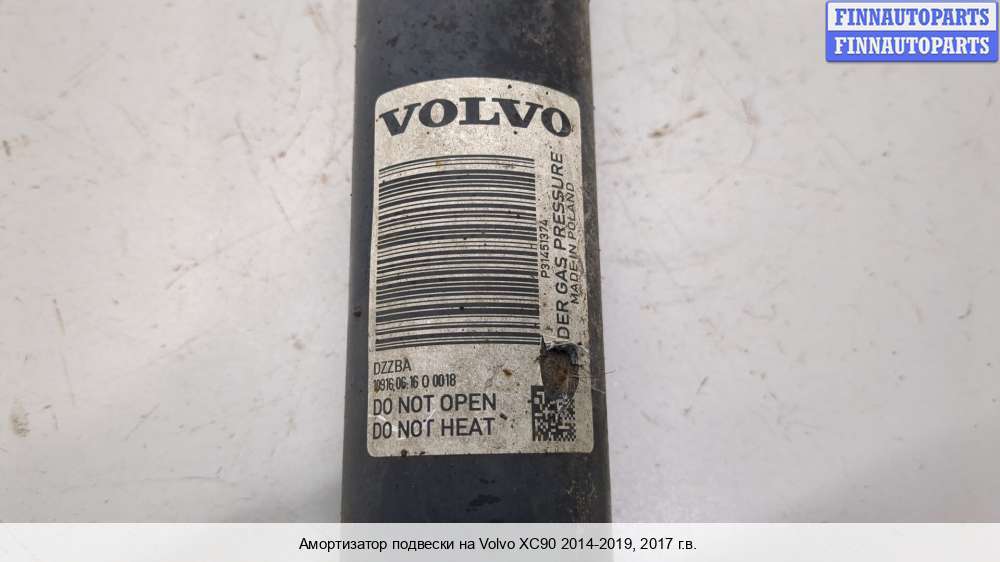 FINNAUTOPARTS
FINNAUTOPARTS
VOLVO
P31451374
DER GAS PRESSURE
MADE IN POLAND
DZZBA
06 16 0 0018
DO NOT OPEN
DO NOT HEAT
Амортизатор подвески на Volvo XC90 2014-2019, 2017 г.в.